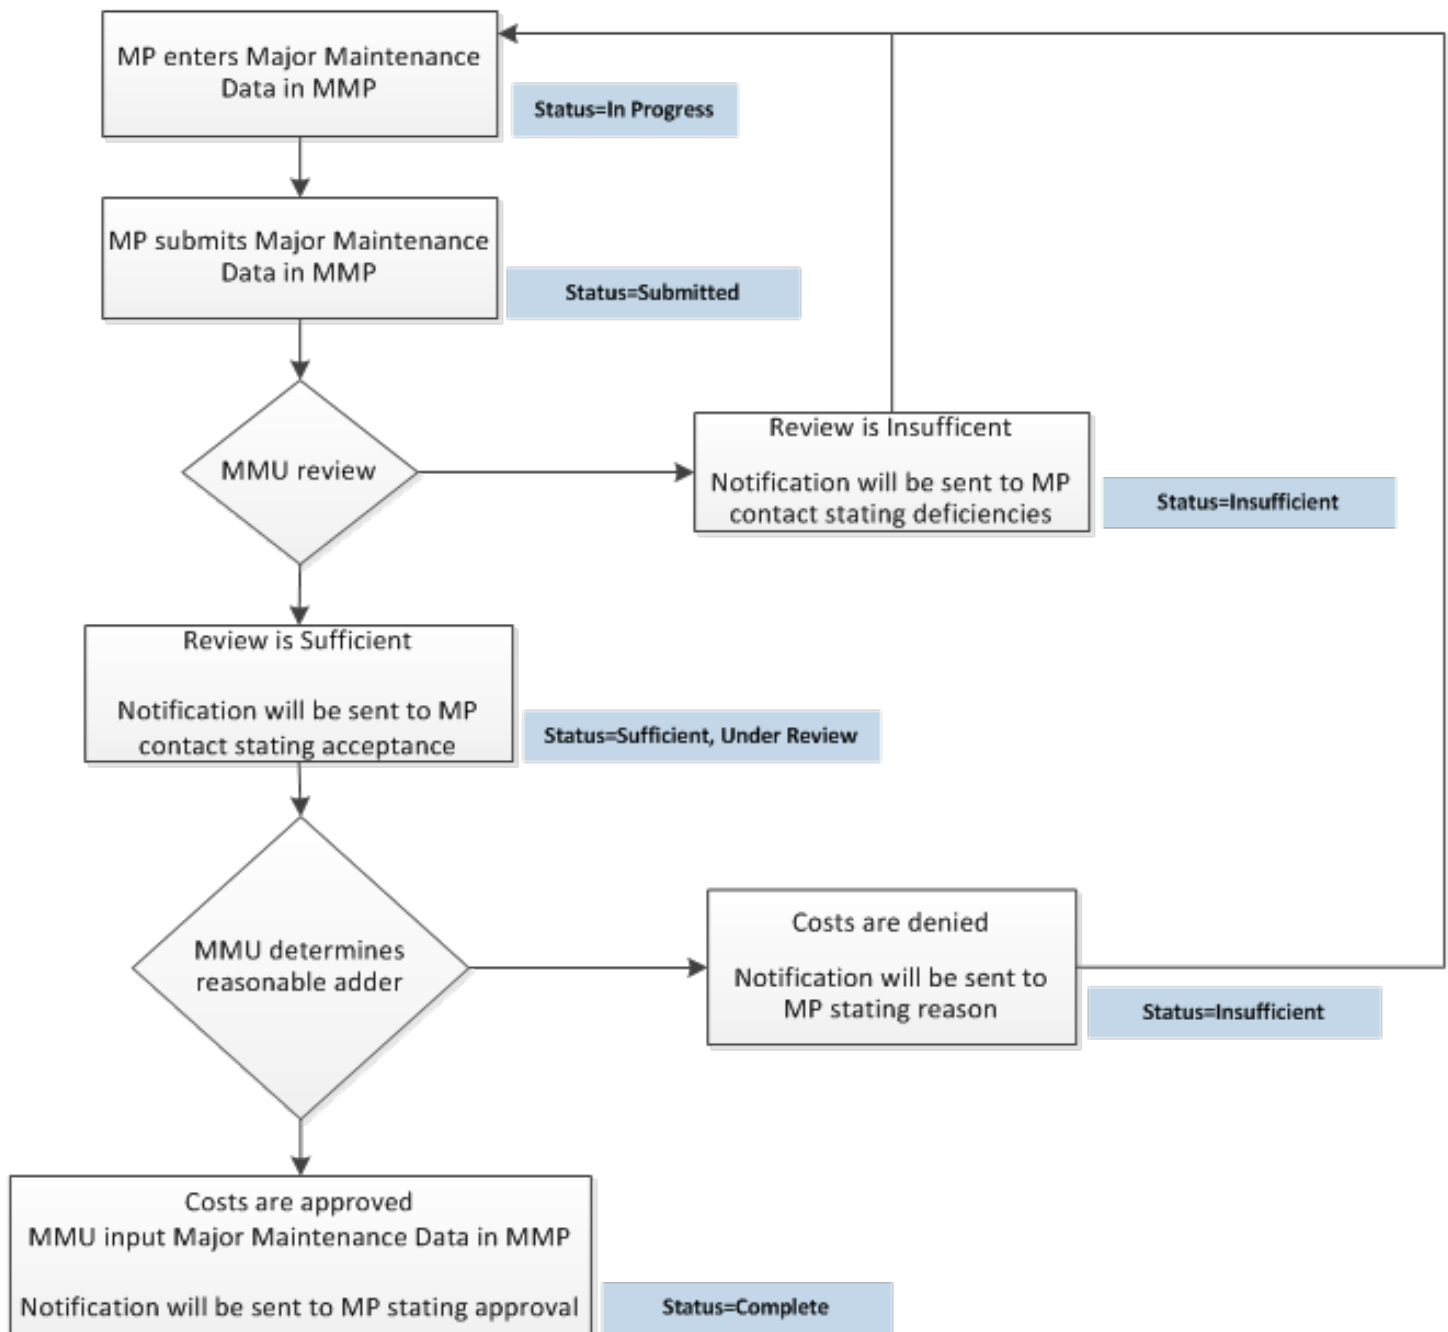 MP enters Major Maintenance
Data in MMP
Status=In Progress
MP submits Major Maintenance
Data in MMP
Status=Submitted
MMU review
Review is Insufficent
Notification will be sent to MP
contact stating deficiencies
Status=Insufficient
Review is Sufficient
Notification will be sent to MP
contact stating acceptance
Status=Sufficient, Under Review
MMU determines
reasonable adder
Costs are denied
Notification will be sent to
MP stating reason
Status=Insufficient
Costs are approved
MMU input Major Maintenance Data in MMP
Notification will be sent to MP stating approval
Status=Complete